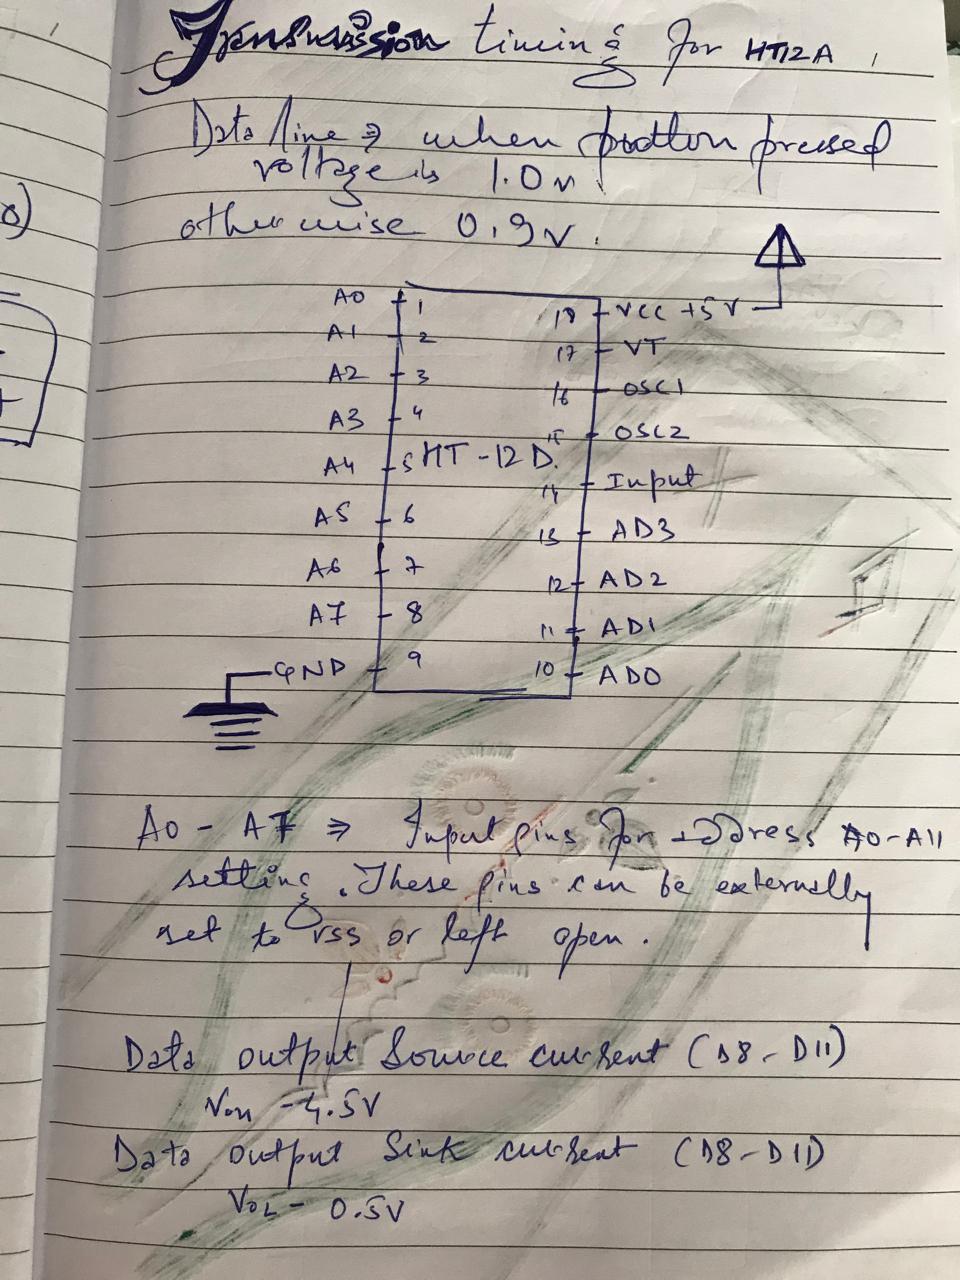 Transmission timing for HT12A
Data line ⇒ when button pressed
voltage is 1.0v
otherwise 0.9v.
A0 1
A1 2
A2 3
A3 4
A4 5
A5 6
A6 7
A7 8
GND 9
HT-12D.
18 VCC +5V
17 VT
16 OSC1
15 OSC2
14 Input
13 AD3
12 AD2
11 AD1
10 AD0
A0 - A7 ⇒ Input pins for address A0-A11
setting. These pins can be externally
set to vss or left open.
Data output Source current (D8-D11)
-4.5V
Data output Sink current (D8-D11)
VOL - 0.5V